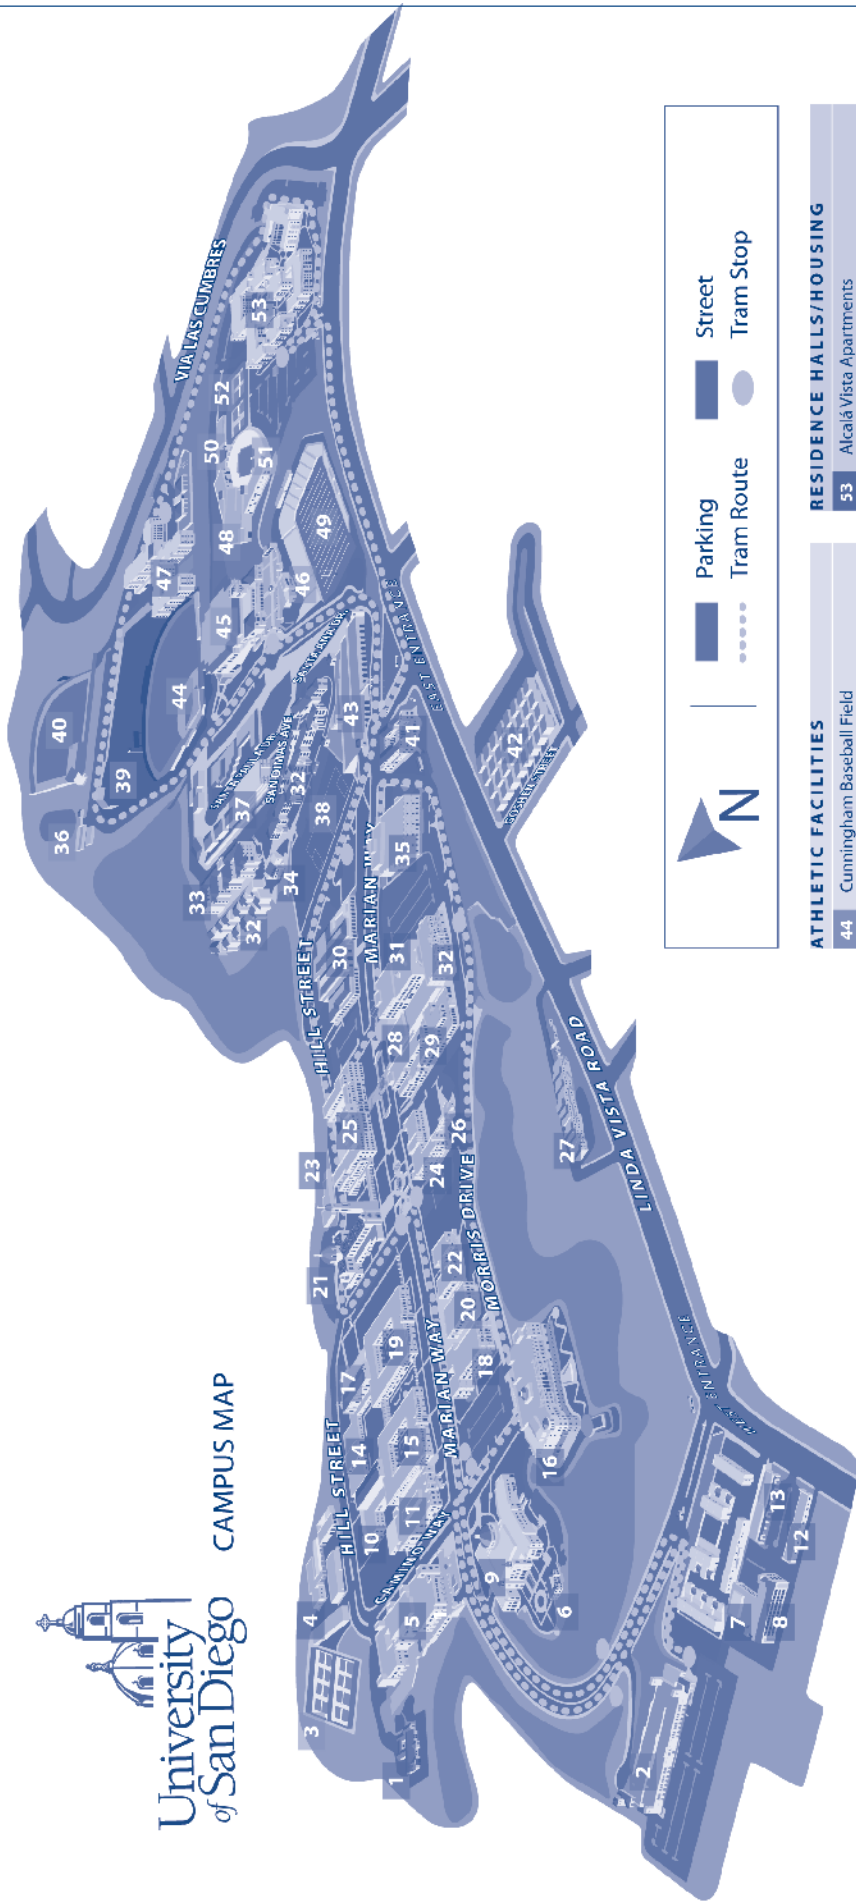 University
of San Diego
CAMPUS MAP
VIA LAS CUMBRES
HILL STREET
HILL STREET
MARIAN WAY
MARIAN WAY
CAMINO WAY
MORRIS DRIVE
LINDA VISTA ROAD
WEST ENTRANCE
EAST ENTRANCE
GOSHEN STREET
SANTA PAULA DR.
SAN DIMAS AVE.
SANTA ANA DR.
1
2
3
4
5
6
7
8
9
10
11
12
13
14
15
16
17
18
19
20
21
22
23
24
25
26
27
28
29
30
31
32
32
32
33
34
35
36
37
38
39
40
41
42
43
44
45
46
47
48
49
50
51
52
53
N
Parking
Street
Tram Route
Tram Stop
ATHLETIC FACILITIES
44 Cunningham Baseball Field
RESIDENCE HALLS/HOUSING
53 Alcalá Vista Apartments